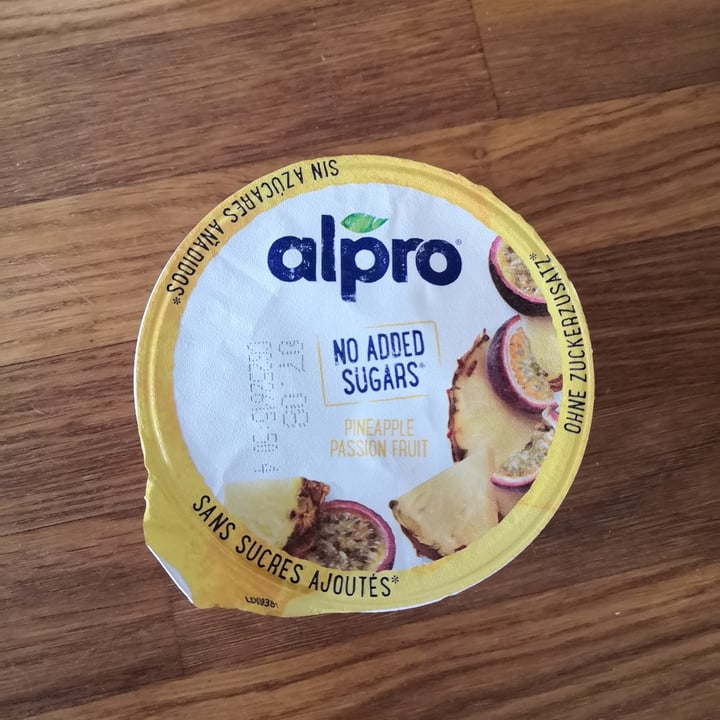 SIN AZÚCARES AÑADIDOS*
alpro®
OHNE ZUCKERZUSATZ*
NO ADDED
SUGARS*
PINEAPPLE
PASSION FRUIT
SANS SUCRES AJOUTÉS*